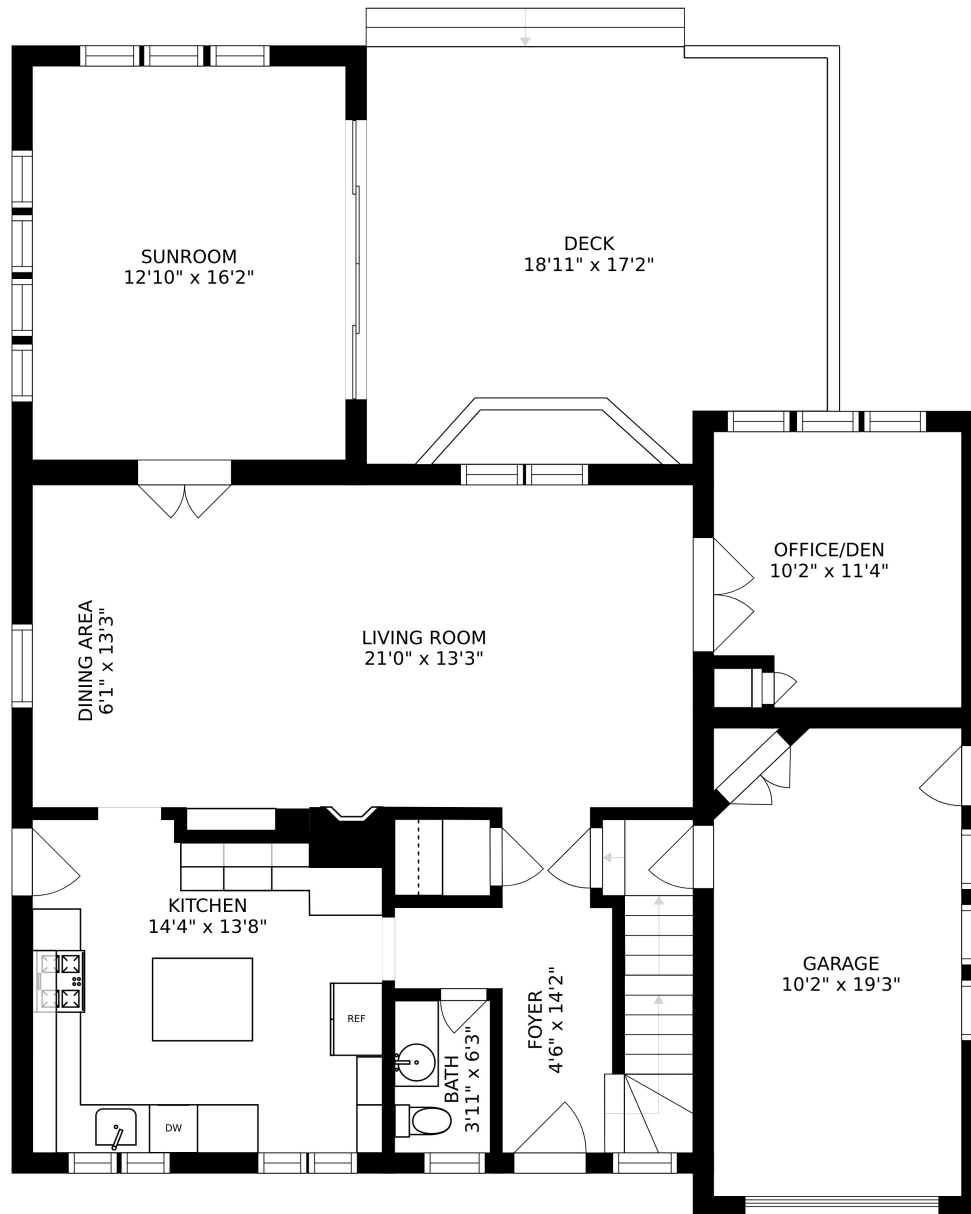 SUNROOM
12'10" x 16'2"
DECK
18'11" x 17'2"
OFFICE/DEN
10'2" x 11'4"
DINING AREA
6'1" x 13'3"
LIVING ROOM
21'0" x 13'3"
KITCHEN
14'4" x 13'8"
GARAGE
10'2" x 19'3"
FOYER
4'6" x 14'2"
REF
BATH
3'11" x 6'3"
DW